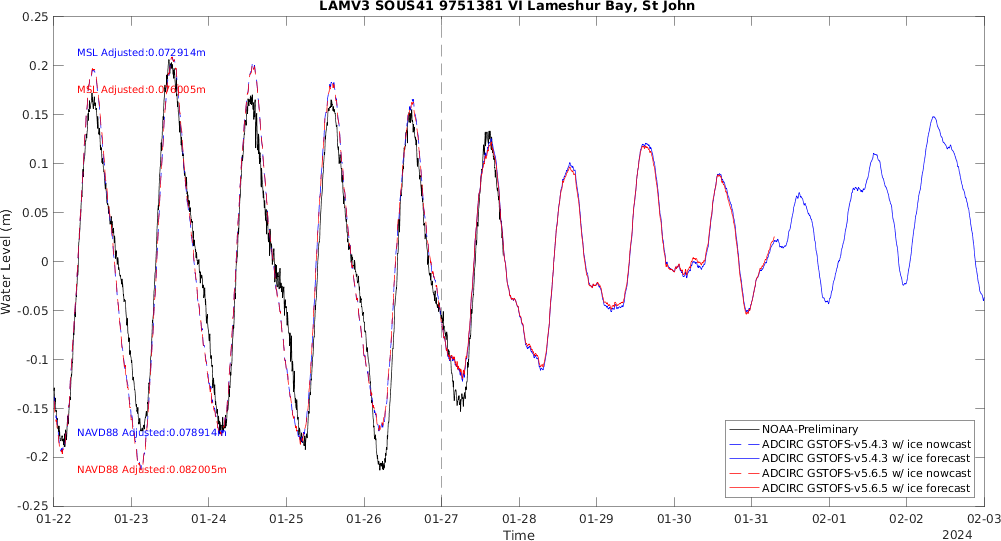 LAMV3 SOUS41 9751381 VI Lameshur Bay, St John
0.25
0.2
0.15
0.1
0.05
0
-0.05
-0.1
-0.15
-0.2
-0.25
Water Level (m)
MSL Adjusted:0.072914m
MSL Adjusted:0.076005m
NAVD88 Adjusted:0.078914m
NAVD88 Adjusted:0.082005m
NOAA-Preliminary
ADCIRC GSTOFS-v5.4.3 w/ ice nowcast
ADCIRC GSTOFS-v5.4.3 w/ ice forecast
ADCIRC GSTOFS-v5.6.5 w/ ice nowcast
ADCIRC GSTOFS-v5.6.5 w/ ice forecast
01-22 01-23 01-24 01-25 01-26 01-27 01-28 01-29 01-30 01-31 02-01 02-02 02-03
Time
2024